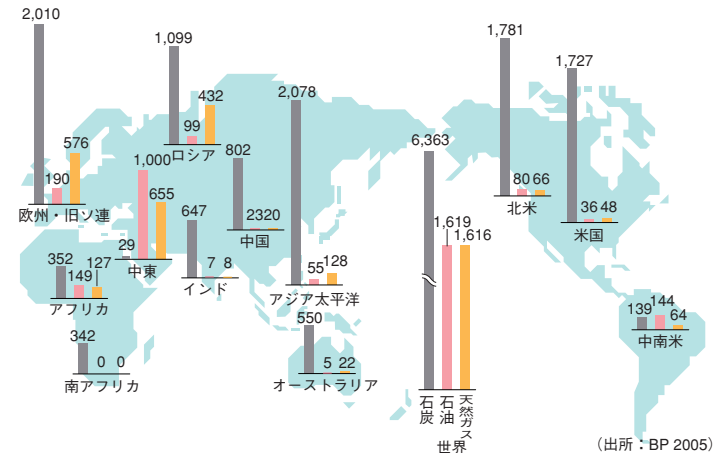 2,010
190
576
欧州・旧ソ連
1,099
99
432
ロシア
802
2320
中国
2,078
55
128
アジア太平洋
1,781
80 66
北米
1,727
36 48
米国
29
1,000
655
中東
647
7 8
インド
352
149
127
アフリカ
342
0 0
南アフリカ
550
5 22
オーストラリア
6,363
1,619
1,616
石炭
石油
天然ガス
世界
139
144
64
中南米
（出所：BP 2005）